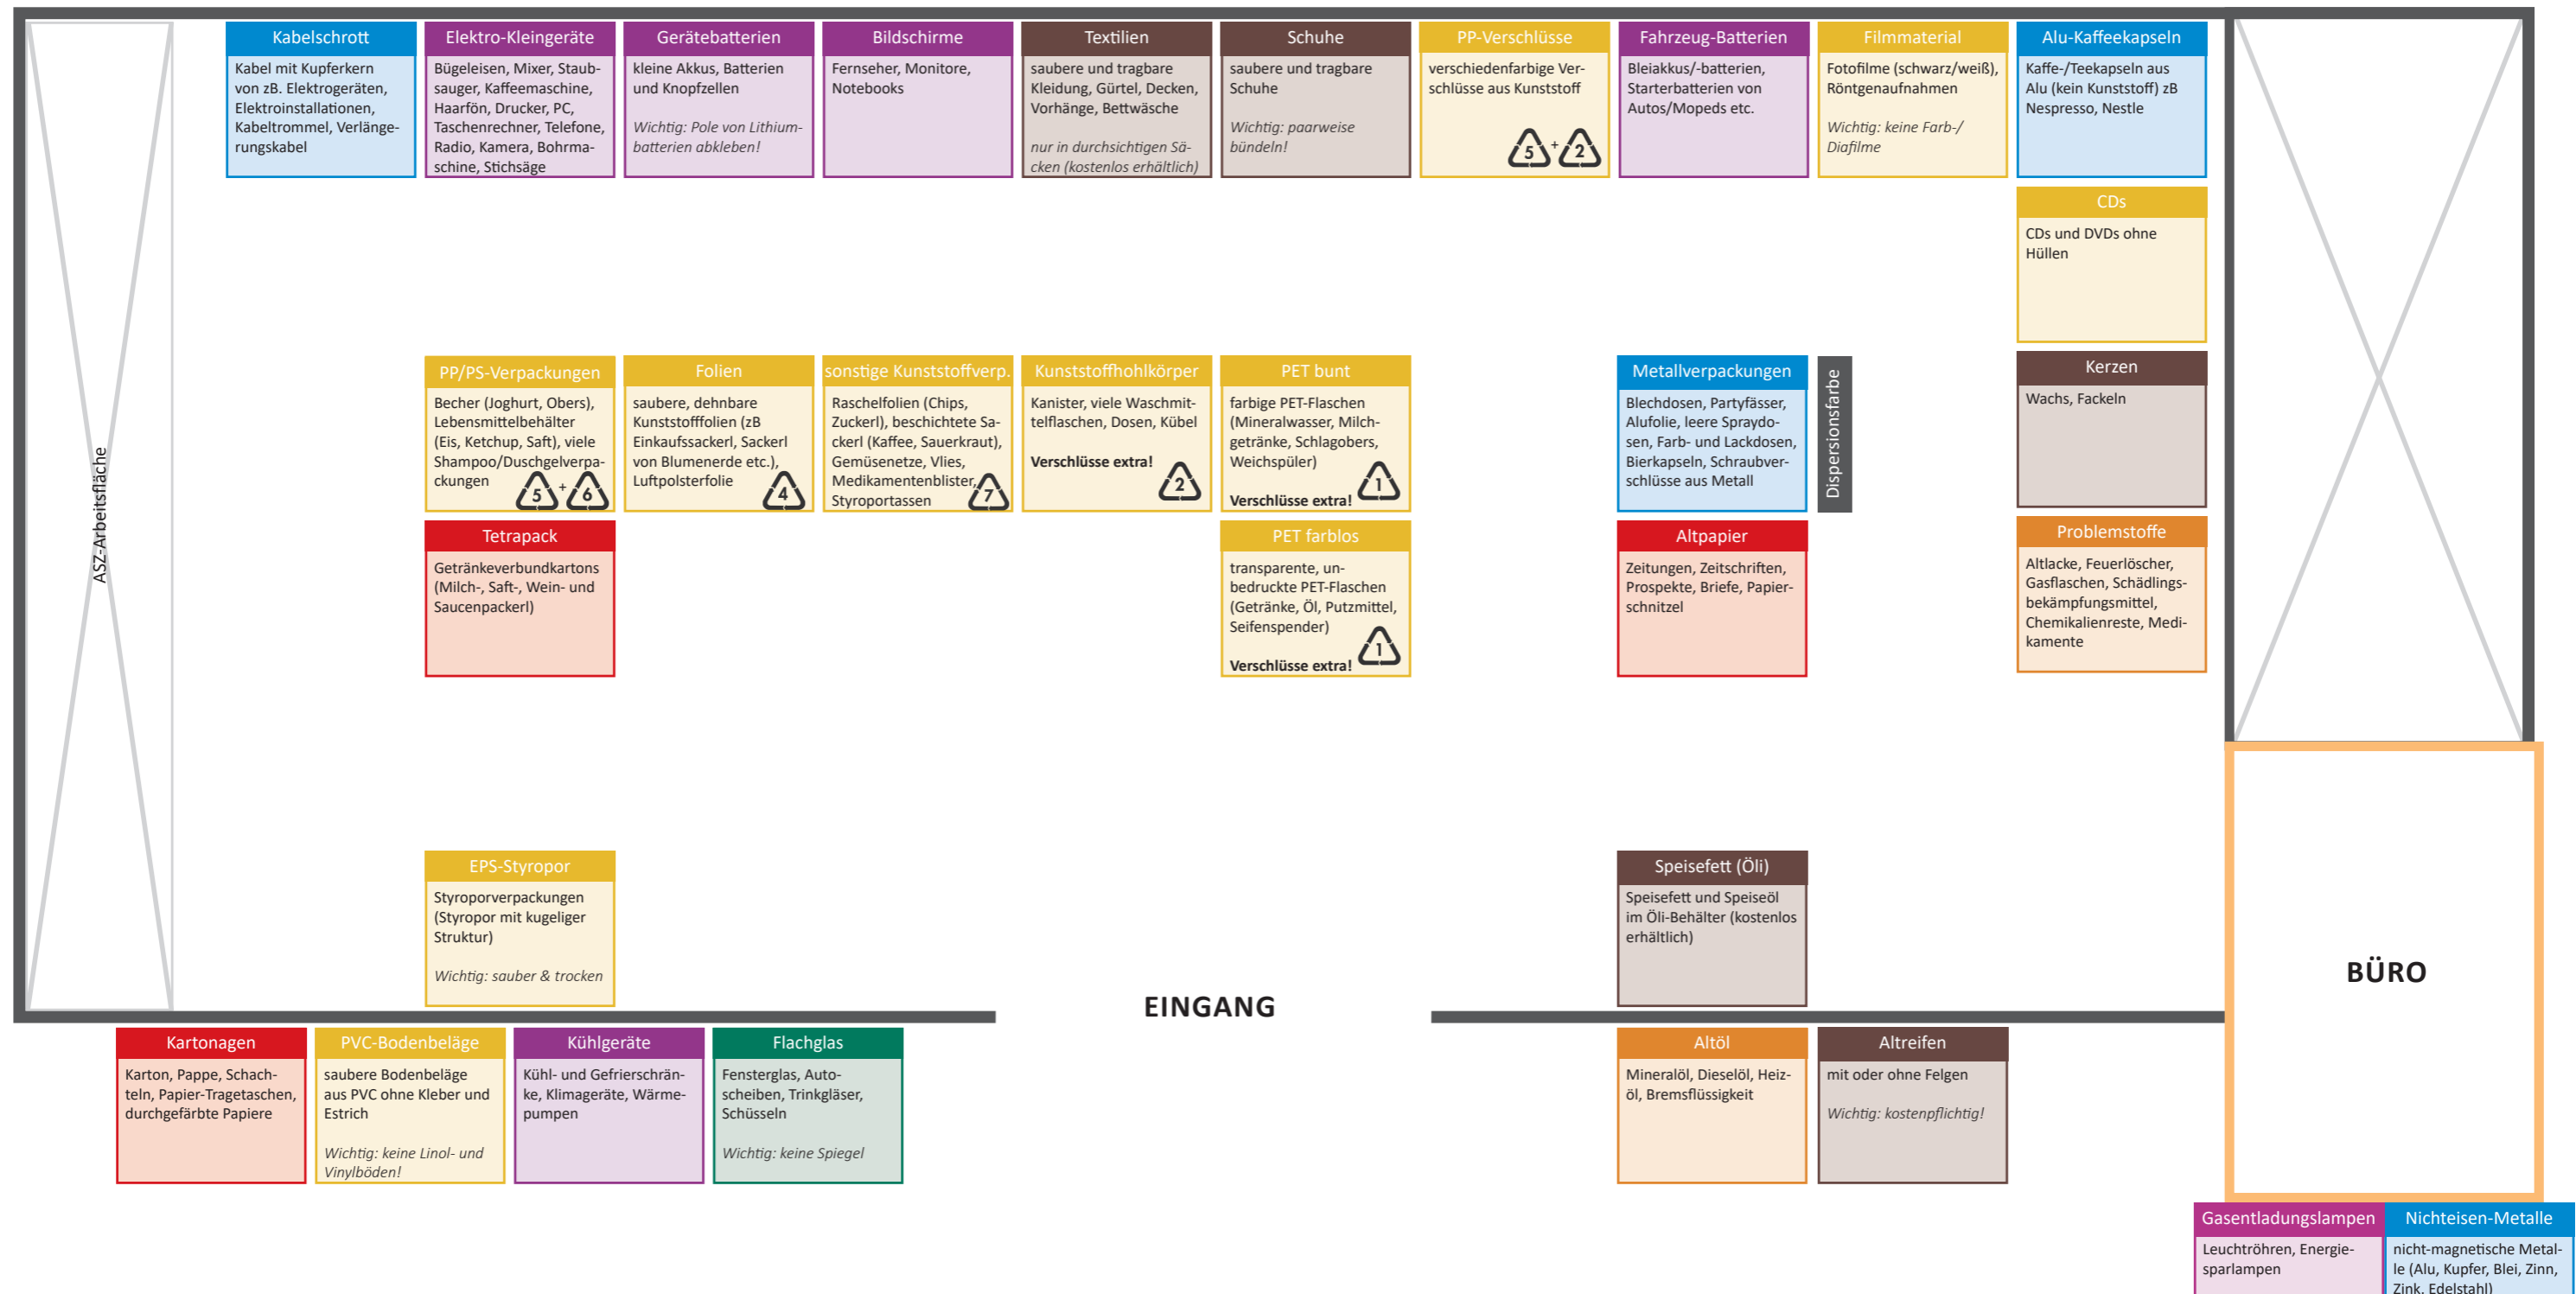 Kabelschrott
Kabel mit Kupferkern
von zB. Elektrogeräten,
Elektroinstallationen,
Kabeltrommel, Verlänge-
rungskabel
Elektro-Kleingeräte
Bügeleisen, Mixer, Staub-
sauger, Kaffeemaschine,
Haarfön, Drucker, PC,
Taschenrechner, Telefone,
Radio, Kamera, Bohrma-
schine, Stichsäge
Gerätebatterien
kleine Akkus, Batterien
und Knopfzellen
Wichtig: Pole von Lithium-
batterien abkleben!
Bildschirme
Fernseher, Monitore,
Notebooks
Textilien
saubere und tragbare
Kleidung, Gürtel, Decken,
Vorhänge, Bettwäsche
nur in durchsichtigen Sä-
cken (kostenlos erhältlich)
Schuhe
saubere und tragbare
Schuhe
Wichtig: paarweise
bündeln!
PP-Verschlüsse
verschiedenfarbige Ver-
schlüsse aus Kunststoff
5 + 2
Fahrzeug-Batterien
Bleiakkus/-batterien,
Starterbatterien von
Autos/Mopeds etc.
Filmmaterial
Fotofilme (schwarz/weiß),
Röntgenaufnahmen
Wichtig: keine Farb-/
Diafilme
Alu-Kaffeekapseln
Kaffe-/Teekapseln aus
Alu (kein Kunststoff) zB
Nespresso, Nestle
CDs
CDs und DVDs ohne
Hüllen
ASZ-Arbeitsfläche
PP/PS-Verpackungen
Becher (Joghurt, Obers),
Lebensmittelbehälter
(Eis, Ketchup, Saft), viele
Shampoo/Duschgelverpa-
ckungen
5 + 6
Folien
saubere, dehnbare
Kunstofffolien (zB
Einkaufssackerl, Sackerl
von Blumenerde etc.),
Luftpolsterfolie
4
sonstige Kunststoffverp.
Raschelfolien (Chips,
Zuckerl), beschichtete Sa-
ckerl (Kaffee, Sauerkraut),
Gemüsenetze, Vlies,
Medikamentenblister,
Styroportassen
7
Kunststoffhohlkörper
Kanister, viele Waschmit-
telflaschen, Dosen, Kübel
Verschlüsse extra!
2
PET bunt
farbige PET-Flaschen
(Mineralwasser, Milch-
getränke, Schlagobers,
Weichspüler)
Verschlüsse extra!
1
Metallverpackungen
Blechdosen, Partyfässer,
Alufolie, leere Spraydo-
sen, Farb- und Lackdosen,
Bierkapseln, Schraubver-
schlüsse aus Metall
Dispersionsfarbe
Kerzen
Wachs, Fackeln
Tetrapack
Getränkeverbundkartons
(Milch-, Saft-, Wein- und
Saucenpackerl)
PET farblos
transparente, un-
bedruckte PET-Flaschen
(Getränke, Öl, Putzmittel,
Seifenspender)
Verschlüsse extra!
1
Altpapier
Zeitungen, Zeitschriften,
Prospekte, Briefe, Papier-
schnitzel
Problemstoffe
Altlacke, Feuerlöscher,
Gasflaschen, Schädlings-
bekämpfungsmittel,
Chemikalienreste, Medi-
kamente
EPS-Styropor
Styroporverpackungen
(Styropor mit kugeliger
Struktur)
Wichtig: sauber & trocken
Speisefett (Öli)
Speisefett und Speiseöl
im Öli-Behälter (kostenlos
erhältlich)
BÜRO
EINGANG
Kartonagen
Karton, Pappe, Schach-
teln, Papier-Tragetaschen,
durchgefärbte Papiere
PVC-Bodenbeläge
saubere Bodenbeläge
aus PVC ohne Kleber und
Estrich
Wichtig: keine Linol- und
Vinylböden!
Kühlgeräte
Kühl- und Gefrierschrän-
ke, Klimageräte, Wärme-
pumpen
Flachglas
Fensterglas, Auto-
scheiben, Trinkgläser,
Schüsseln
Wichtig: keine Spiegel
Altöl
Mineralöl, Dieselöl, Heiz-
öl, Bremsflüssigkeit
Altreifen
mit oder ohne Felgen
Wichtig: kostenpflichtig!
Gasentladungslampen
Leuchtröhren, Energie-
sparlampen
Nichteisen-Metalle
nicht-magnetische Metal-
le (Alu, Kupfer, Blei, Zinn,
Zink, Edelstahl)